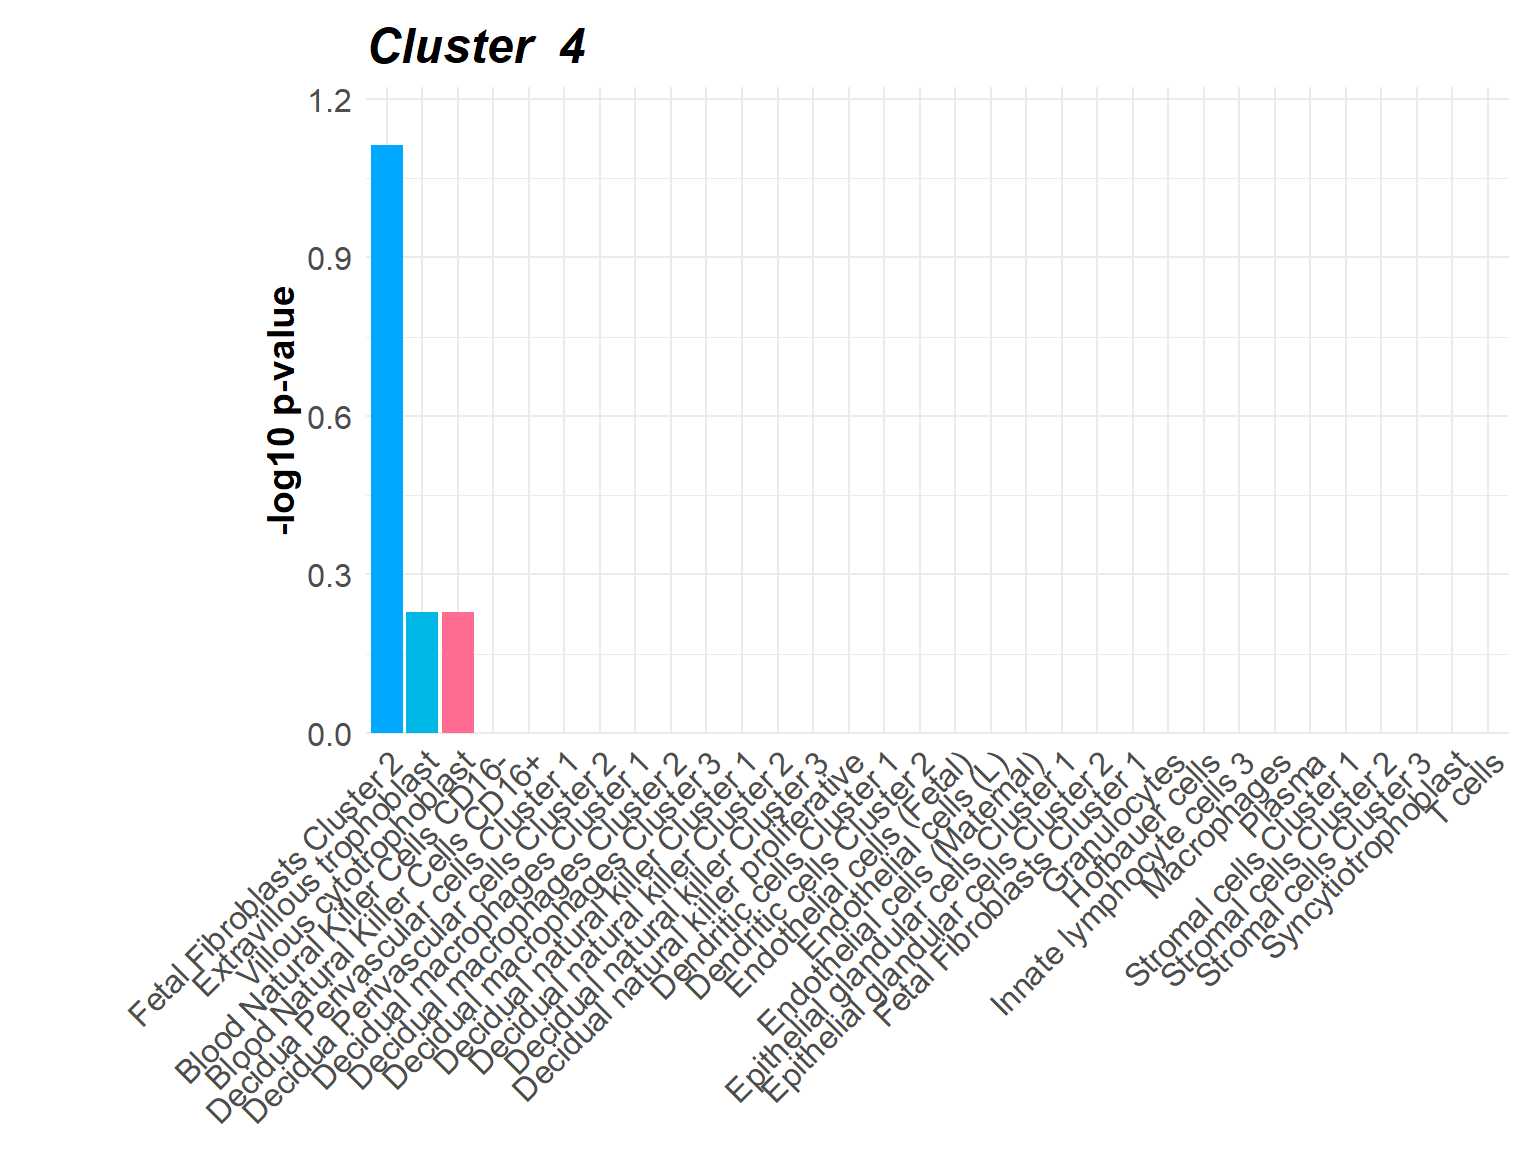 Cluster  4
-log10 p-value
1.2
0.9
0.6
0.3
0.0
Fetal Fibroblasts Cluster 2
Extravillous trophoblast
Villous cytotrophoblast
Blood Natural Killer Cells CD16-
Blood Natural Killer Cells CD16+
Decidua Perivascular cells Cluster 1
Decidua Perivascular cells Cluster 2
Decidual macrophages Cluster 1
Decidual macrophages Cluster 2
Decidual macrophages Cluster 3
Decidual natural killer Cluster 1
Decidual natural killer Cluster 2
Decidual natural killer Cluster 3
Decidual natural killer proliferative
Dendritic cells Cluster 1
Dendritic cells Cluster 2
Endothelial cells (Fetal)
Endothelial cells (L)
Endothelial cells (Maternal)
Epithelial glandular cells Cluster 1
Epithelial glandular cells Cluster 2
Fetal Fibroblasts Cluster 1
Granulocytes
Hofbauer cells
Innate lymphocyte cells 3
Macrophages
Plasma
Stromal cells Cluster 1
Stromal cells Cluster 2
Stromal cells Cluster 3
Syncytiotrophoblast
T cells